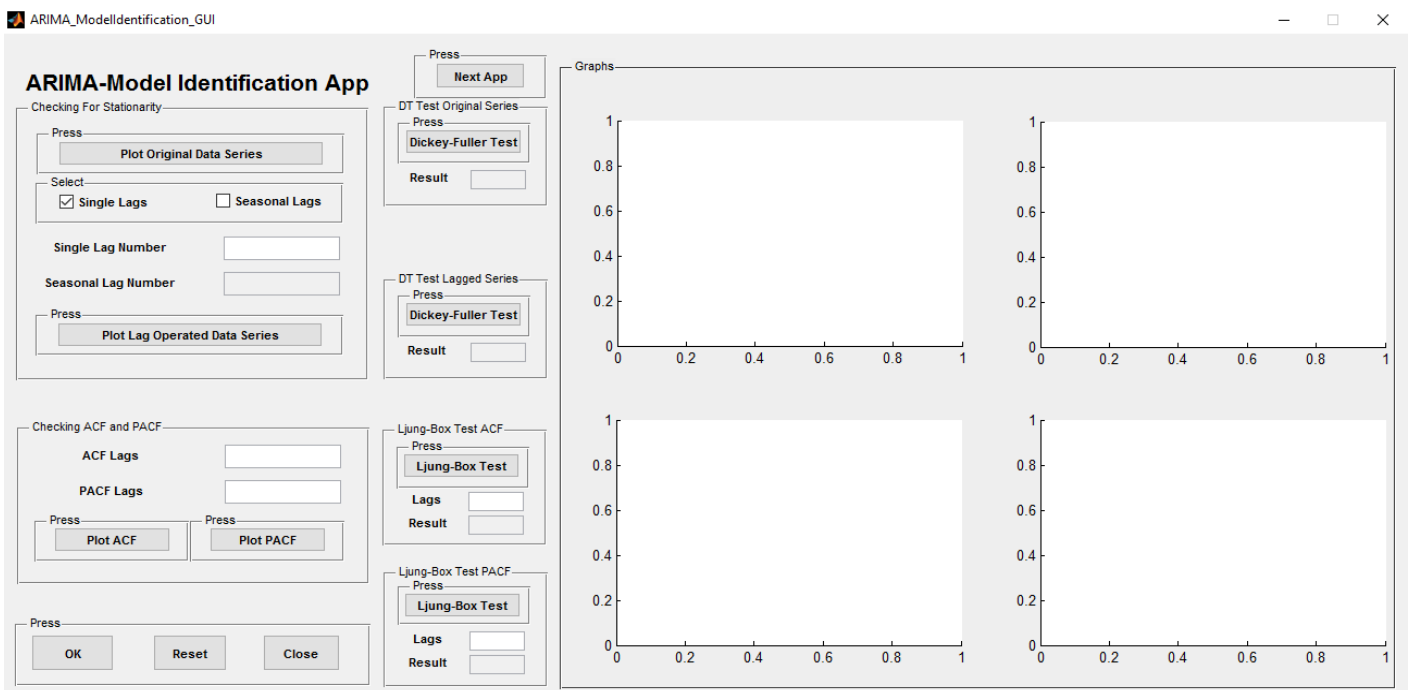 ARIMA_ModelIdentification_GUI
ARIMA-Model Identification App
Checking For Stationarity
Press
Plot Original Data Series
Select
Single Lags
Seasonal Lags
Single Lag Number
Seasonal Lag Number
Press
Plot Lag Operated Data Series
Checking ACF and PACF
ACF Lags
PACF Lags
Press
Plot ACF
Press
Plot PACF
Press
OK
Reset
Close
Press
Next App
DT Test Original Series
Press
Dickey-Fuller Test
Result
DT Test Lagged Series
Press
Dickey-Fuller Test
Result
Ljung-Box Test ACF
Press
Ljung-Box Test
Lags
Result
Ljung-Box Test PACF
Press
Ljung-Box Test
Lags
Result
Graphs
1
0.8
0.6
0.4
0.2
0
0 0.2 0.4 0.6 0.8 1
1
0.8
0.6
0.4
0.2
0
0 0.2 0.4 0.6 0.8 1
1
0.8
0.6
0.4
0.2
0
0 0.2 0.4 0.6 0.8 1
1
0.8
0.6
0.4
0.2
0
0 0.2 0.4 0.6 0.8 1